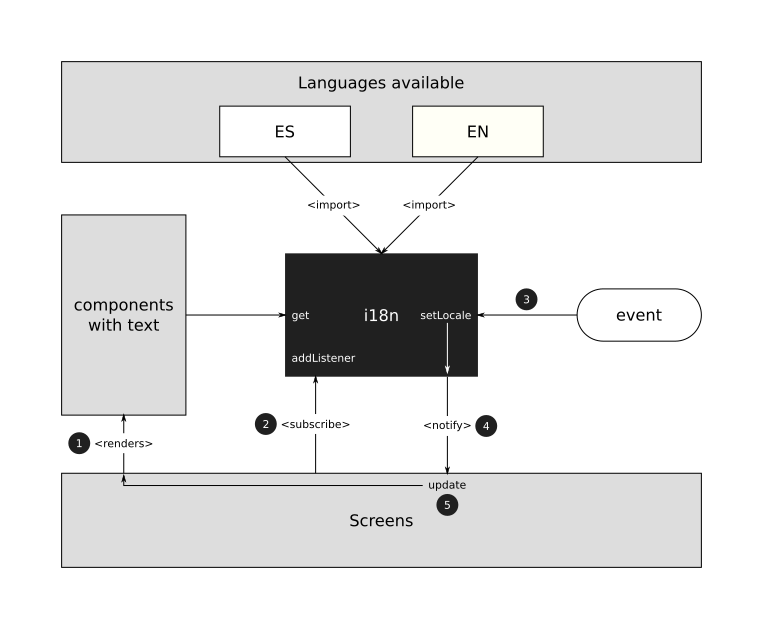 Languages available
ES
EN
<import>
<import>
components
with text
get
i18n
setLocale
3
event
addListener
2
<subscribe>
<notify>
4
1
<renders>
update
5
Screens